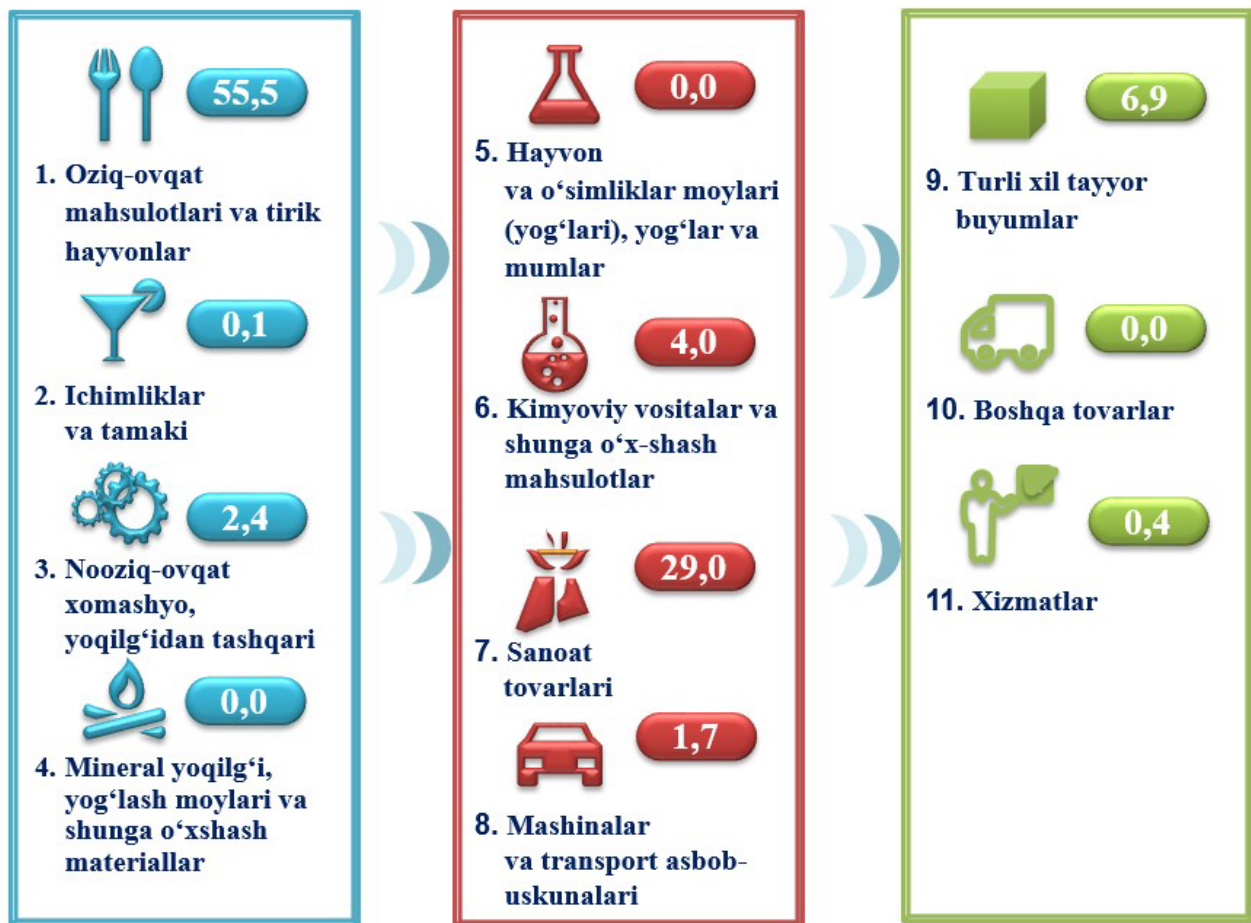 55,5
1. Oziq-ovqat
mahsulotlari va tirik
hayvonlar
0,1
2. Ichimliklar
va tamaki
2,4
3. Nooziq-ovqat
xomashyo,
yoqilg‘idan tashqari
0,0
4. Mineral yoqilg‘i,
yog‘lash moylari va
shunga o‘xshash
materiallar
0,0
5. Hayvon
va o‘simliklar moylari
(yog‘lari), yog‘lar va
mumlar
4,0
6. Kimyoviy vositalar va
shunga o‘x-shash
mahsulotlar
29,0
7. Sanoat
tovarlari
1,7
8. Mashinalar
va transport asbob-
uskunalari
6,9
9. Turli xil tayyor
buyumlar
0,0
10. Boshqa tovarlar
0,4
11. Xizmatlar